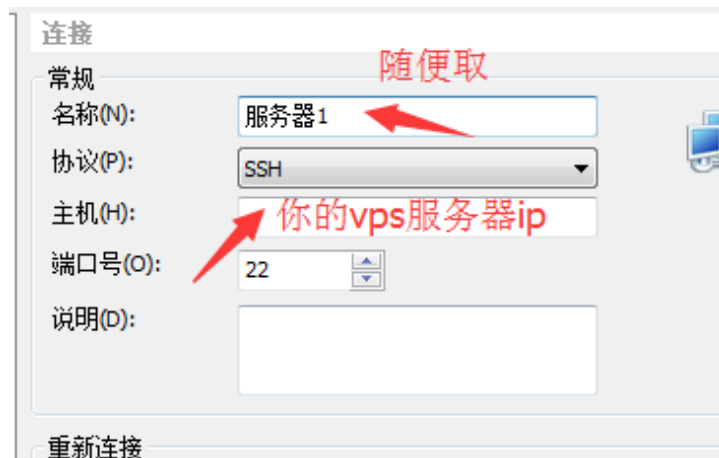 连接
随便取
常规
名称(N): 服务器1
协议(P): SSH
主机(H): 你的vps服务器ip
端口号(O): 22
说明(D):
重新连接